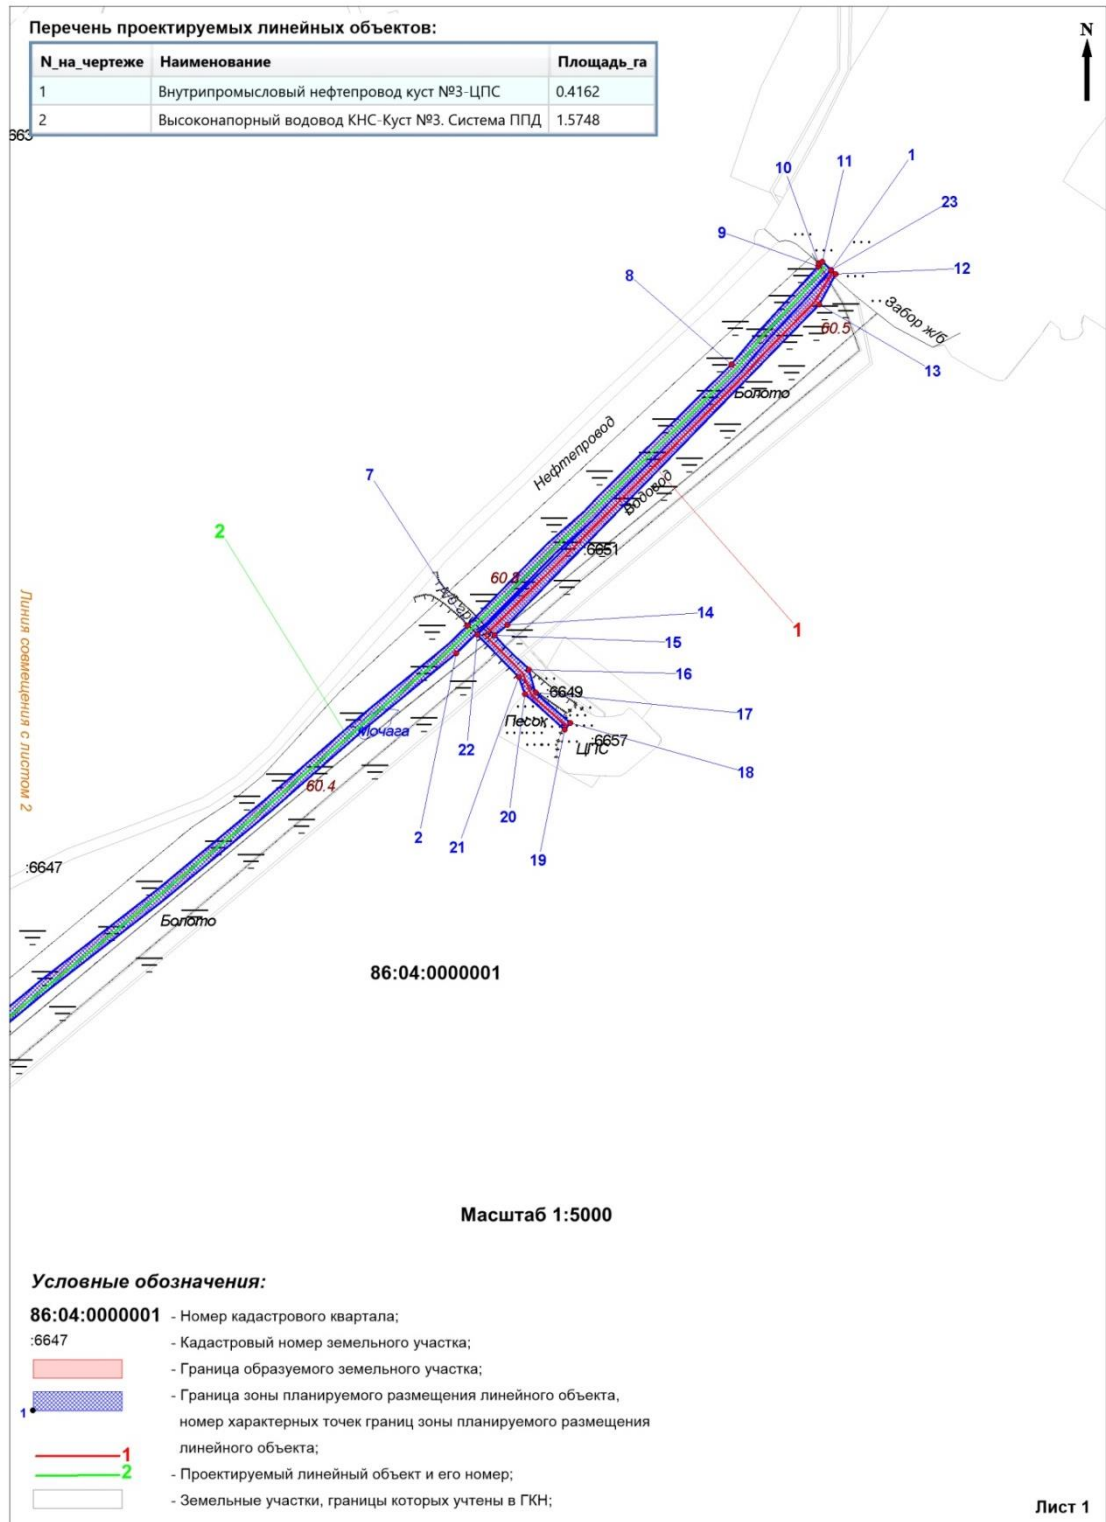 Перечень проектируемых линейных объектов:
N_на_чертеже Наименование Площадь_га
1 Внутрипромысловый нефтепровод куст №3-ЦПС 0.4162
2 Высоконапорный водовод КНС-Куст №3. Система ППД 1.5748
N
663
10
11
1
23
9
12
8
Забор ж/б
60.5
13
Болото
Нефтепровод
7
Водовод
2
:6651
60.8
14
1
15
16
:6649
17
Песок
:6657
ЦПС
Мочага
22
18
60.4
20
2
21
19
Линия совмещения с листом 2
:6647
Болото
86:04:0000001
Масштаб 1:5000
Условные обозначения:
86:04:0000001 - Номер кадастрового квартала;
:6647 - Кадастровый номер земельного участка;
- Граница образуемого земельного участка;
- Граница зоны планируемого размещения линейного объекта,
1 номер характерных точек границ зоны планируемого размещения
линейного объекта;
1
2 - Проектируемый линейный объект и его номер;
- Земельные участки, границы которых учтены в ГКН;
Лист 1